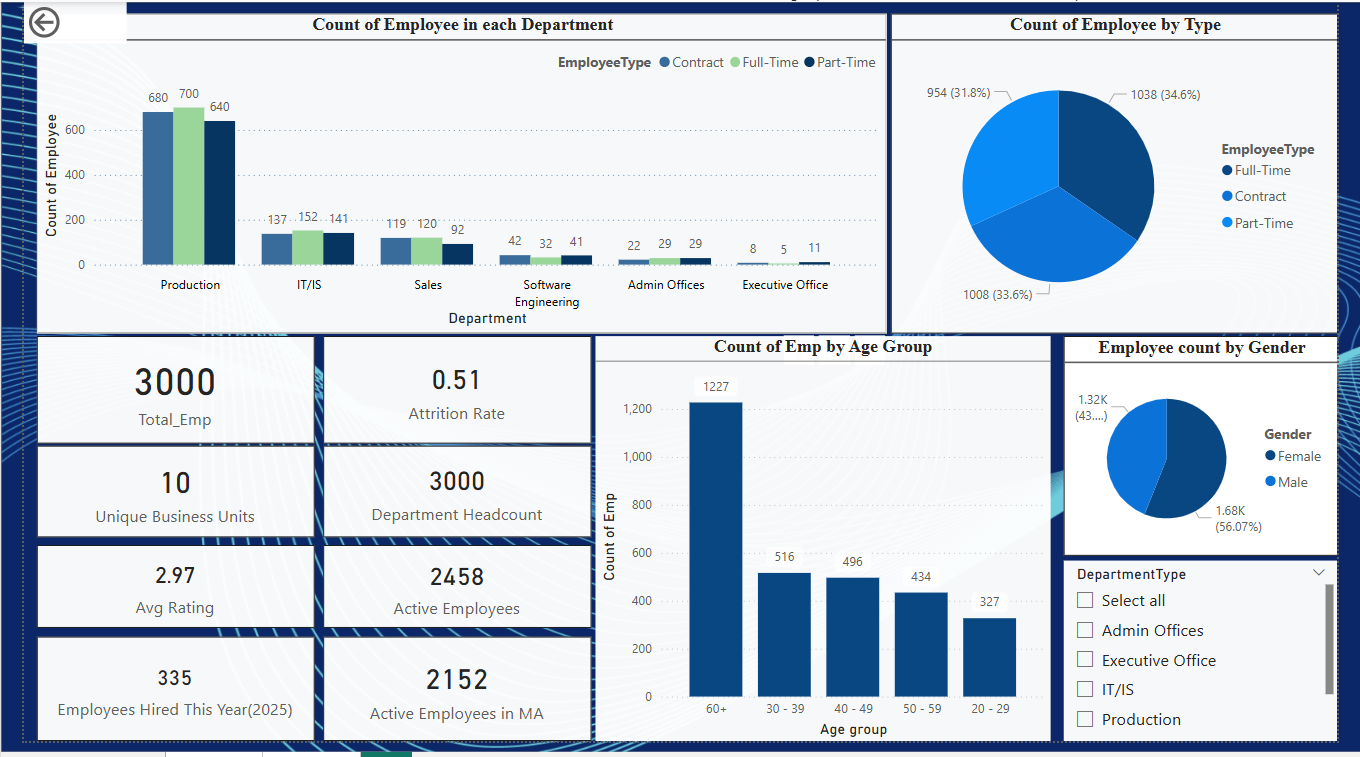 Count of Employee in each Department
EmployeeType Contract Full-Time Part-Time
Count of Employee
600
400
200
0
680 700 640
137 152 141
119 120 92
42 32 41
22 29 29
8 5 11
Production
IT/IS
Sales
Software
Engineering
Admin Offices
Executive Office
Department
Count of Employee by Type
954 (31.8%)
1038 (34.6%)
1008 (33.6%)
EmployeeType
Full-Time
Contract
Part-Time
3000
Total_Emp
0.51
Attrition Rate
10
Unique Business Units
3000
Department Headcount
2.97
Avg Rating
2458
Active Employees
335
Employees Hired This Year(2025)
2152
Active Employees in MA
Count of Emp by Age Group
Count of Emp
1,200
1,000
800
600
400
200
0
1227
516
496
434
327
60+
30 - 39
40 - 49
50 - 59
20 - 29
Age group
Employee count by Gender
1.32K
(43....)
1.68K
(56.07%)
Gender
Female
Male
DepartmentType
Select all
Admin Offices
Executive Office
IT/IS
Production